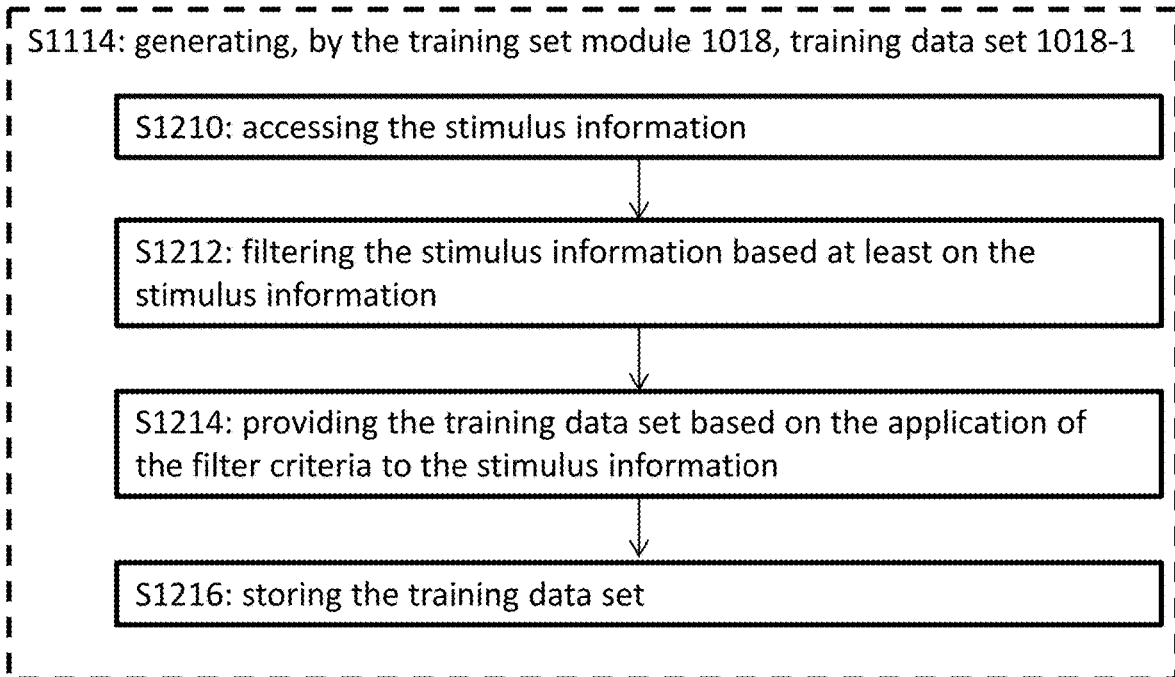 S1114: generating, by the training set module 1018, training data set 1018-1
S1210: accessing the stimulus information
S1212: filtering the stimulus information based at least on the
stimulus information
S1214: providing the training data set based on the application of
the filter criteria to the stimulus information
S1216: storing the training data set